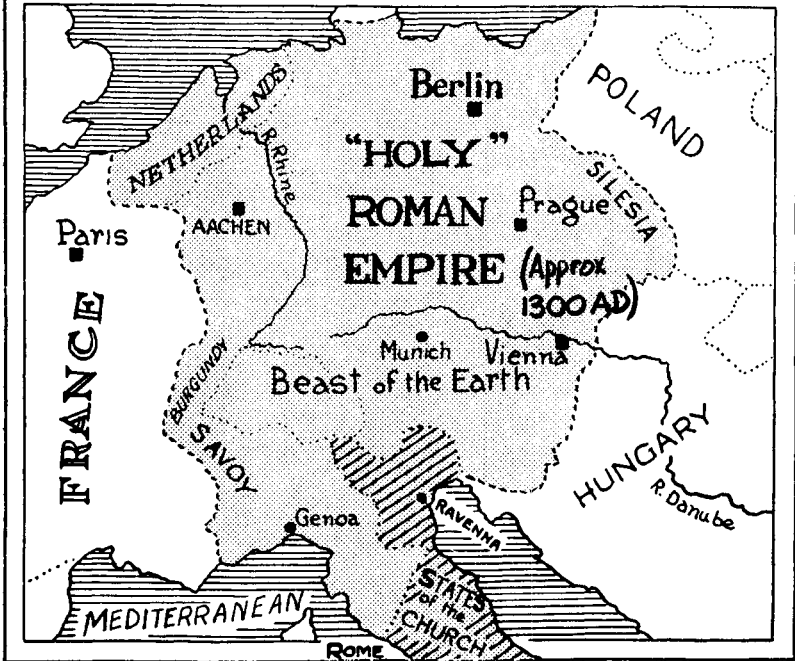 Berlin
POLAND
NETHERLANDS
R. Rhine
"HOLY"
ROMAN
EMPIRE (Approx
1300 AD)
Prague
SILESIA
AACHEN
Paris
FRANCE
Munich
Vienna
Beast of the Earth
BURGUNDY
SAVOY
HUNGARY
R. Danube
Genoa
RAVENNA
MEDITERRANEAN
STATES
of the
CHURCH
ROME